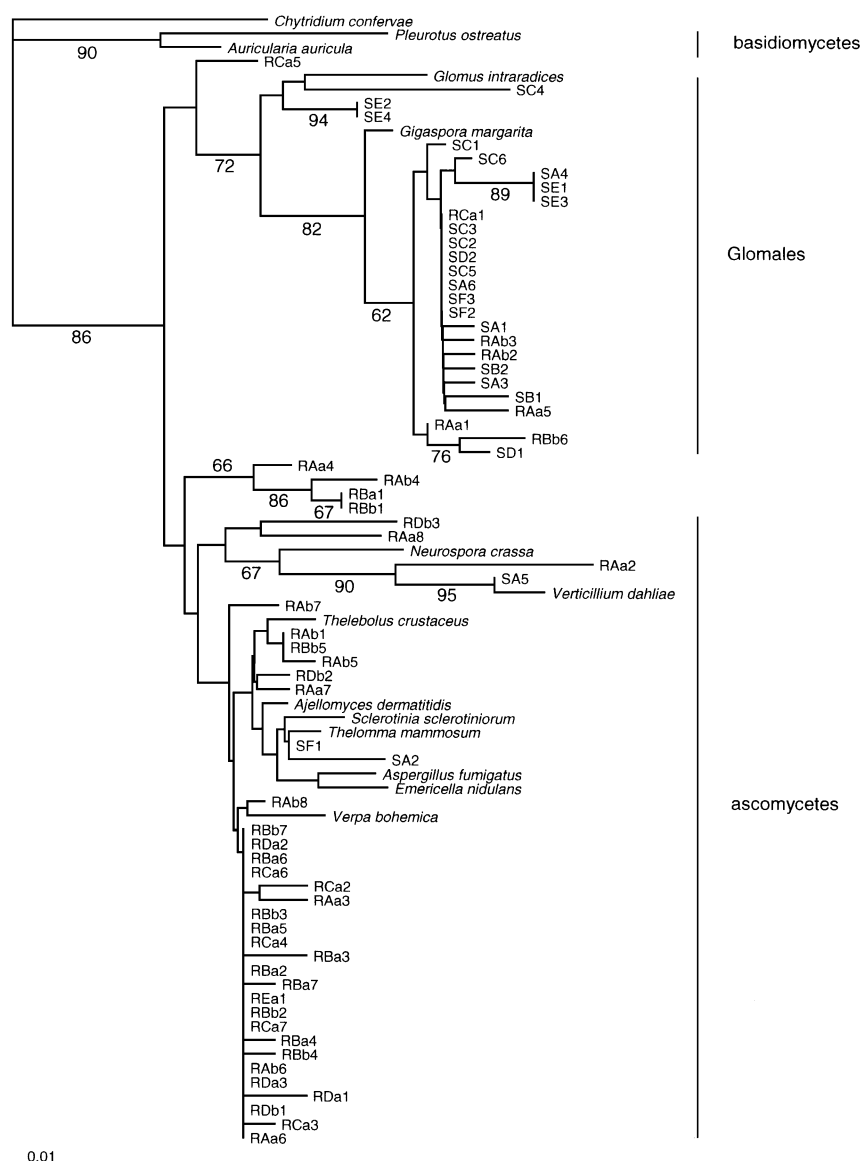 Chytridium confervae
Pleurotus ostreatus
90
basidiomycetes
Auricularia auricula
RCa5
Glomus intraradices
SC4
SE2
94
SE4
Gigaspora margarita
SC1
72
SC6
SA4
89
SE1
SE3
RCa1
82
SC3
SC2
SD2
Glomales
SC5
SA6
SF3
62
SF2
SA1
86
RAb3
RAb2
SB2
SA3
SB1
RAa5
RAa1
RBb6
76
SD1
66
RAa4
RAb4
86
RBa1
67
RBb1
RDb3
RAa8
Neurospora crassa
67
RAa2
90
SA5
95
Verticillium dahliae
RAb7
Thelebolus crustaceus
RAb1
RBb5
RAb5
RDb2
RAa7
Ajellomyces dermatitidis
Sclerotinia sclerotiniorum
Thelomma mammosum
SF1
SA2
Aspergillus fumigatus
Emericella nidulans
RAb8
ascomycetes
Verpa bohemica
RBb7
RDa2
RBa6
RCa6
RCa2
RAa3
RBb3
RBa5
RCa4
RBa3
RBa2
RBa7
REa1
RBb2
RCa7
RBa4
RBb4
RAb6
RDa3
RDa1
RDb1
RCa3
RAa6
0.01